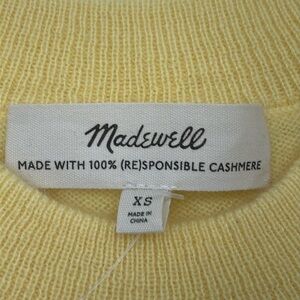 Madewell
MADE WITH 100% (RE)SPONSIBLE CASHMERE
XS
MADE IN
CHINA